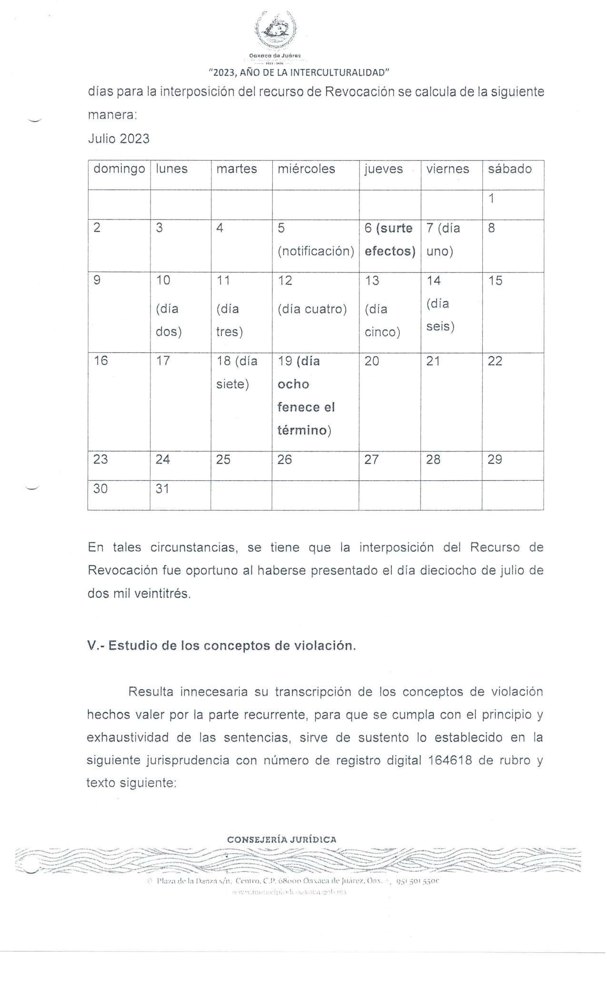 Oaxaca de Juárez
"2023, AÑO DE LA INTERCULTURALIDAD"
días para la interposición del recurso de Revocación se calcula de la siguiente
manera:
Julio 2023
domingo lunes martes miércoles jueves viernes sábado
1
2 3 4 5 (notificación) 6 (surte efectos) 7 (día uno) 8
9 10 (día dos) 11 (día tres) 12 (día cuatro) 13 (día cinco) 14 (día seis) 15
16 17 18 (día siete) 19 (día ocho fenece el término) 20 21 22
23 24 25 26 27 28 29
30 31
En tales circunstancias, se tiene que la interposición del Recurso de
Revocación fue oportuno al haberse presentado el día dieciocho de julio de
dos mil veintitrés.
V.- Estudio de los conceptos de violación.
Resulta innecesaria su transcripción de los conceptos de violación
hechos valer por la parte recurrente, para que se cumpla con el principio y
exhaustividad de las sentencias, sirve de sustento lo establecido en la
siguiente jurisprudencia con número de registro digital 164618 de rubro y
texto siguiente:
CONSEJERÍA JURÍDICA
Plaza de la Danza s/n, Centro, C.P. 68000 Oaxaca de Juárez, Oax. 951 501 550